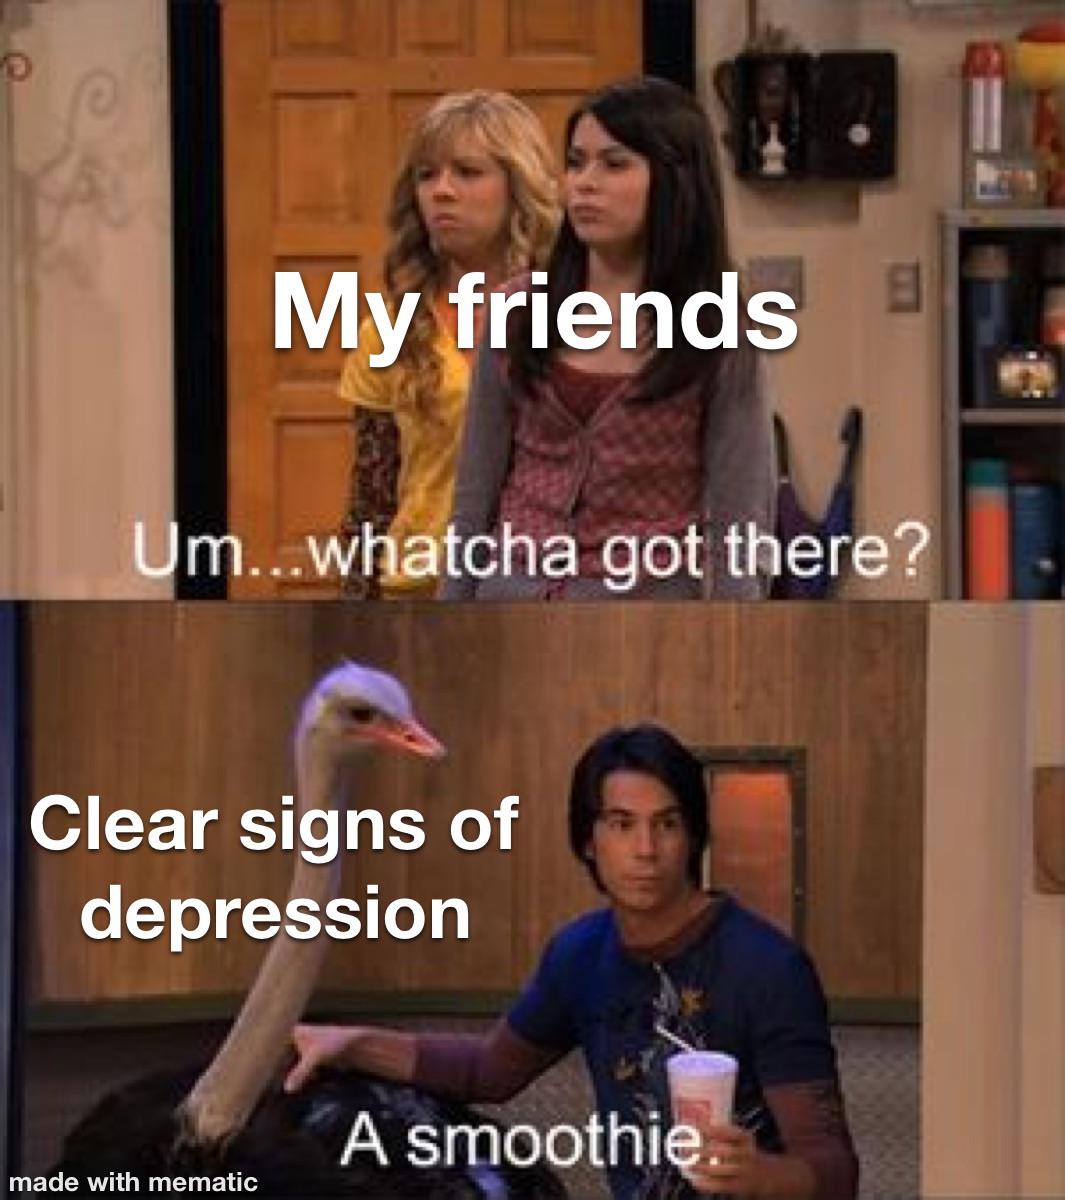 My friends
Um...whatcha got there?
Clear signs of
depression
A smoothie.
made with mematic